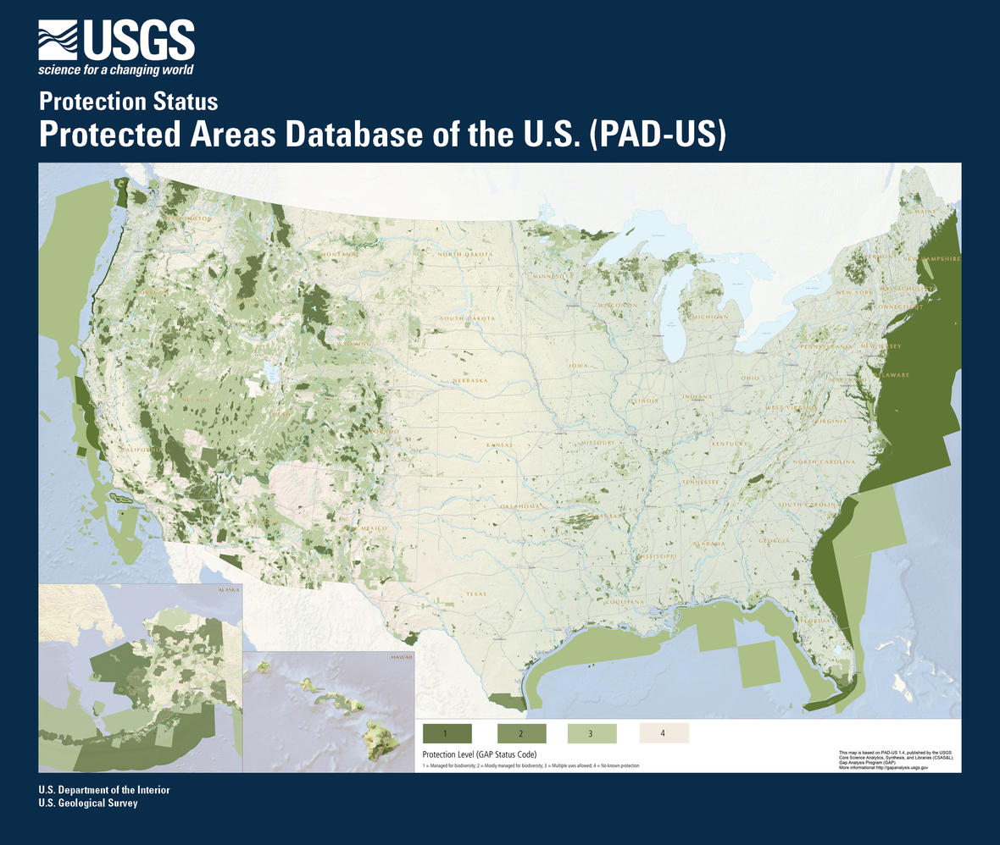 USGS
science for a changing world
Protection Status
Protected Areas Database of the U.S. (PAD-US)
WASHINGTON
MONTANA
NORTH DAKOTA
MINNESOTA
MAINE
VERMONT
NEW HAMPSHIRE
NEW YORK
MASSACHUSETTS
CONNECTICUT
WISCONSIN
MICHIGAN
SOUTH DAKOTA
WYOMING
PENNSYLVANIA
NEW JERSEY
IOWA
NEBRASKA
OHIO
MARYLAND
DELAWARE
NEVADA
ILLINOIS
INDIANA
WEST VIRGINIA
VIRGINIA
COLORADO
CALIFORNIA
KANSAS
MISSOURI
KENTUCKY
NORTH CAROLINA
TENNESSEE
OKLAHOMA
ARKANSAS
SOUTH CAROLINA
NEW MEXICO
MISSISSIPPI
ALABAMA
GEORGIA
TEXAS
LOUISIANA
FLORIDA
ALASKA
HAWAII
1 2 3 4
Protection Level (GAP Status Code)
1 = Managed for biodiversity; 2 = Mostly managed for biodiversity; 3 = Multiple uses allowed; 4 = No known protection
This map is based on PAD-US 1.4, published by the USGS
Core Science Analytics, Synthesis, and Libraries (CSAS&L),
Gap Analysis Program (GAP)
More informationat http://gapanalysis.usgs.gov
U.S. Department of the Interior
U.S. Geological Survey